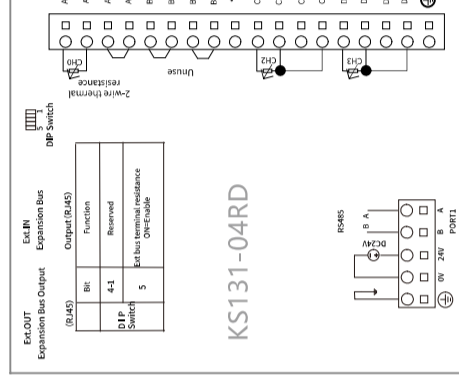 Ext.OUT
Expansion Bus Output
(RJ45)
Ext.IN
Expansion Bus
Output (RJ45)
DIP Switch
5 1
DIP
Switch
Bit
Function
4-1
Reserved
5
Ext bus terminal resistance
ON=Enable
2-wire thermal
resistance
CH0
Unuse
CH2
CH3
KS131-04RD
RS485
B A
DC24V
0V 24V B A
PORT1